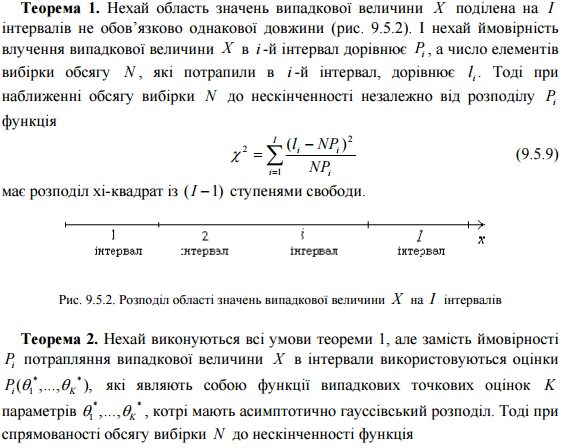 Теорема 1. Нехай область значень випадкової величини X поділена на I
інтервалів не обов’язково однакової довжини (рис. 9.5.2). І нехай ймовірність
влучення випадкової величини X в i-й інтервал дорівнює P_i, а число елементів
вибірки обсягу N, які потрапили в i-й інтервал, дорівнює l_i. Тоді при
наближенні обсягу вибірки N до нескінченності незалежно від розподілу P_i
функція
χ² = ∑_{i=1}^{I} (l_i − NP_i)² / NP_i (9.5.9)
має розподіл хі-квадрат із (I −1) ступенями свободи.
1 2 i I x
інтервал інтервал інтервал інтервал
Рис. 9.5.2. Розподіл області значень випадкової величини X на I інтервалів
Теорема 2. Нехай виконуються всі умови теореми 1, але замість ймовірності
P_i потрапляння випадкової величини X в інтервали використовуються оцінки
P_i(θ_1*,...,θ_K*), які являють собою функції випадкових точкових оцінок K
параметрів θ_1*,...,θ_K*, котрі мають асимптотично гауссівський розподіл. Тоді при
спрямованості обсягу вибірки N до нескінченності функція